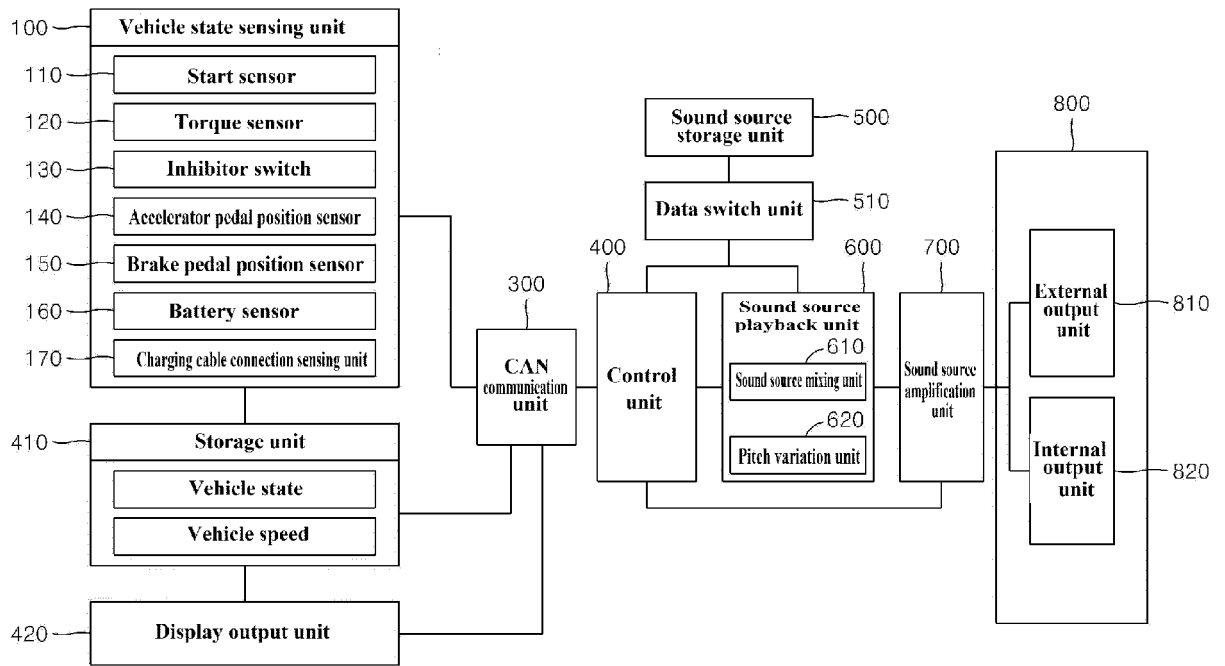 100
Vehicle state sensing unit
110
Start sensor
120
Torque sensor
130
Inhibitor switch
140
Accelerator pedal position sensor
150
Brake pedal position sensor
160
Battery sensor
170
Charging cable connection sensing unit
410
Storage unit
Vehicle state
Vehicle speed
420
Display output unit
300
CAN
communication
unit
400
Control
unit
Sound source
storage unit
500
Data switch unit
510
600
Sound source
playback unit
610
Sound source mixing unit
620
Pitch variation unit
700
Sound source
amplification
unit
800
External
output
unit
810
Internal
output
unit
820